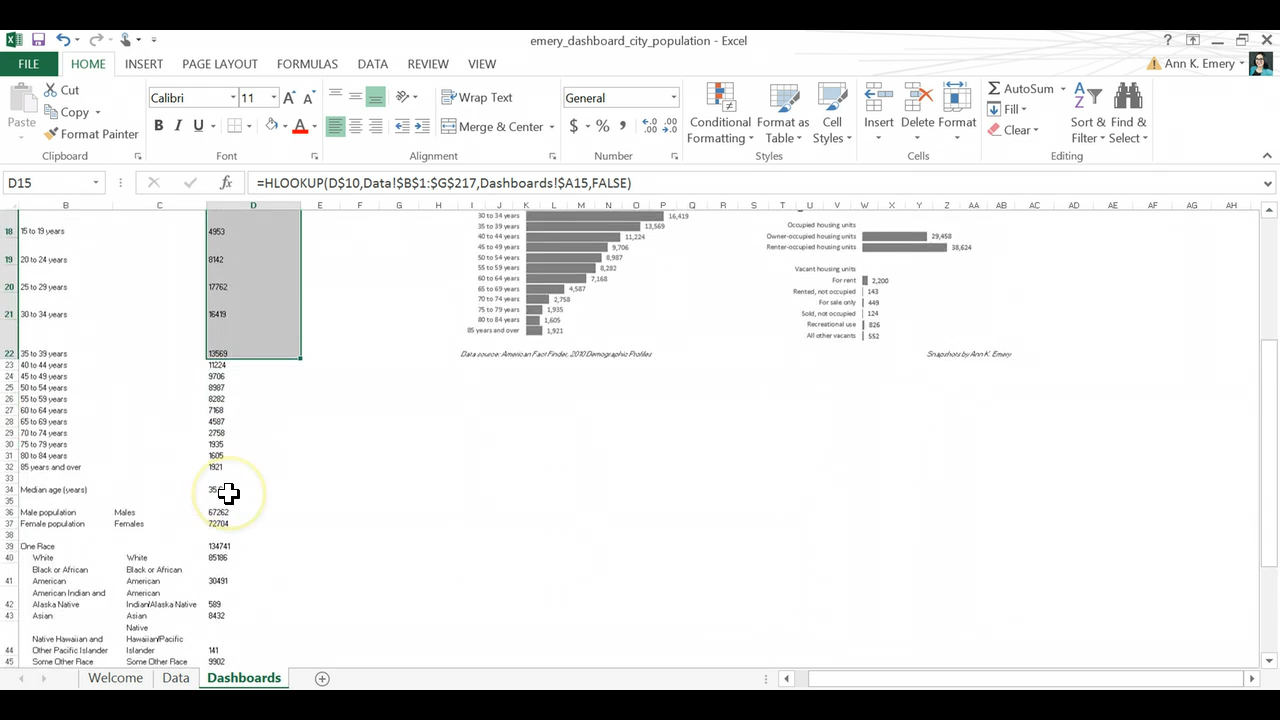 emery_dashboard_city_population - Excel
FILE HOME INSERT PAGE LAYOUT FORMULAS DATA REVIEW VIEW Ann K. Emery
Paste Cut Copy Format Painter Clipboard
Calibri 11 B I U A Font
Wrap Text Merge & Center Alignment
General $ % , Number
Conditional Formatting Format as Table Cell Styles Styles
Insert Delete Format Cells
AutoSum Fill Clear Sort & Filter Find & Select Editing
D15 fx =HLOOKUP(D$10,Data!$B$1:$G$217,Dashboards!$A15,FALSE)
B C D E F G H I J K L M N O P Q R S T U V W X Y Z AA AB AC AD AE AF AG AH
18 15 to 19 years 4953
19 20 to 24 years 8142
20 25 to 29 years 17762
21 30 to 34 years 16419
22 35 to 39 years 13569
23 40 to 44 years 11224
24 45 to 49 years 9706
25 50 to 54 years 8987
26 55 to 59 years 8282
27 60 to 64 years 7168
28 65 to 69 years 4587
29 70 to 74 years 2758
30 75 to 79 years 1935
31 80 to 84 years 1605
32 85 years and over 1921
33
34 Median age (years)
35
36 Male population Males 67262
37 Female population Females 72704
38
39 One Race 134741
40 White White 85186
Black or African Black or African
41 American American 30491
American Indian and American
42 Alaska Native Indian/Alaska Native 589
43 Asian Asian 8432
Native
Native Hawaiian and Hawaiian/Pacific
44 Other Pacific Islander Islander 141
45 Some Other Race Some Other Race 9902
30 to 34 years 16,419
35 to 39 years 13,569
40 to 44 years 11,224
45 to 49 years 9,706
50 to 54 years 8,987
55 to 59 years 8,282
60 to 64 years 7,168
65 to 69 years 4,587
70 to 74 years 2,758
75 to 79 years 1,935
80 to 84 years 1,605
85 years and over 1,921
Data source: American Fact Finder, 2010 Demographic Profiles
Occupied housing units
Owner-occupied housing units 29,458
Renter-occupied housing units 38,624
Vacant housing units
For rent 2,200
Rented, not occupied 143
For sale only 449
Sold, not occupied 124
Recreational use 826
All other vacants 552
Snapshots by Ann K. Emery
Welcome Data Dashboards